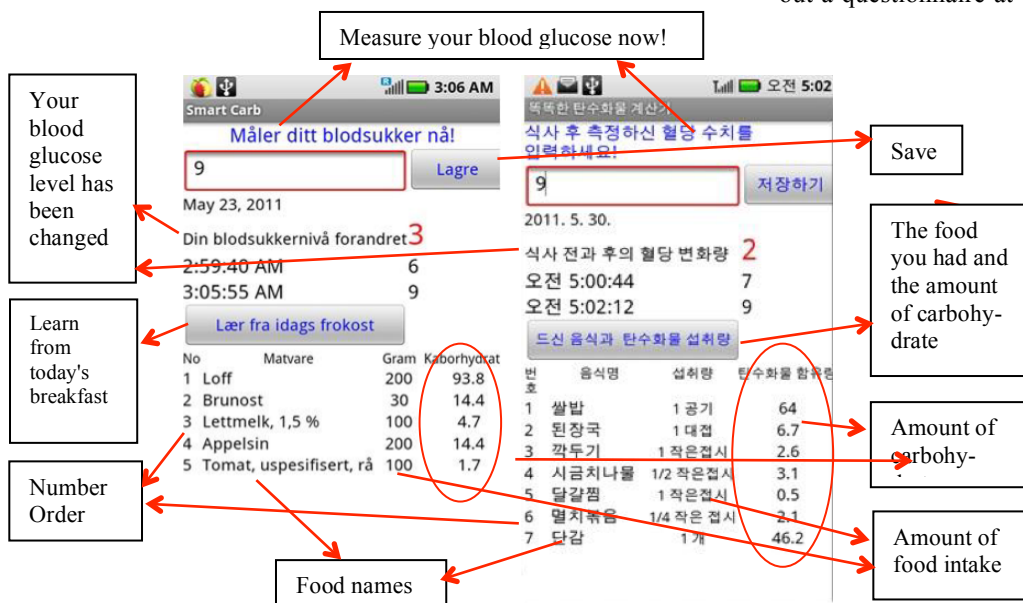 out a questionnaire at
Measure your blood glucose now!
Your
blood
glucose
level has
been
changed
Learn
from
today's
breakfast
Number
Order
3:06 AM
Smart Carb
Måler ditt blodsukker nå!
9
Lagre
May 23, 2011
Din blodsukkernivå forandret 3
2:59:40 AM 6
3:05:55 AM 9
Lær fra idags frokost
No Matvare Gram Kaborhydrat
1 Loff 200 93.8
2 Brunost 30 14.4
3 Lettmelk, 1,5 % 100 4.7
4 Appelsin 200 14.4
5 Tomat, uspesifisert, rå 100 1.7
오전 5:02
똑똑한 탄수화물 계산기
식사 후 측정하신 혈당 수치를
입력하세요!
9
저장하기
2011. 5. 30.
식사 전과 후의 혈당 변화량 2
오전 5:00:44 7
오전 5:02:12 9
드신 음식과 탄수화물 섭취량
번호 음식명 섭취량 탄수화물 함유량
1 쌀밥 1 공기 64
2 된장국 1 대접 6.7
3 깍두기 1 작은접시 2.6
4 시금치나물 1/2 작은접시 3.1
5 달걀찜 1 작은접시 0.5
6 멸치볶음 1/4 작은 접시 2.1
7 단감 1 개 46.2
Save
The food
you had and
the amount
of carbohy-
drate
Amount of
carbohy-
Amount of
food intake
Food names